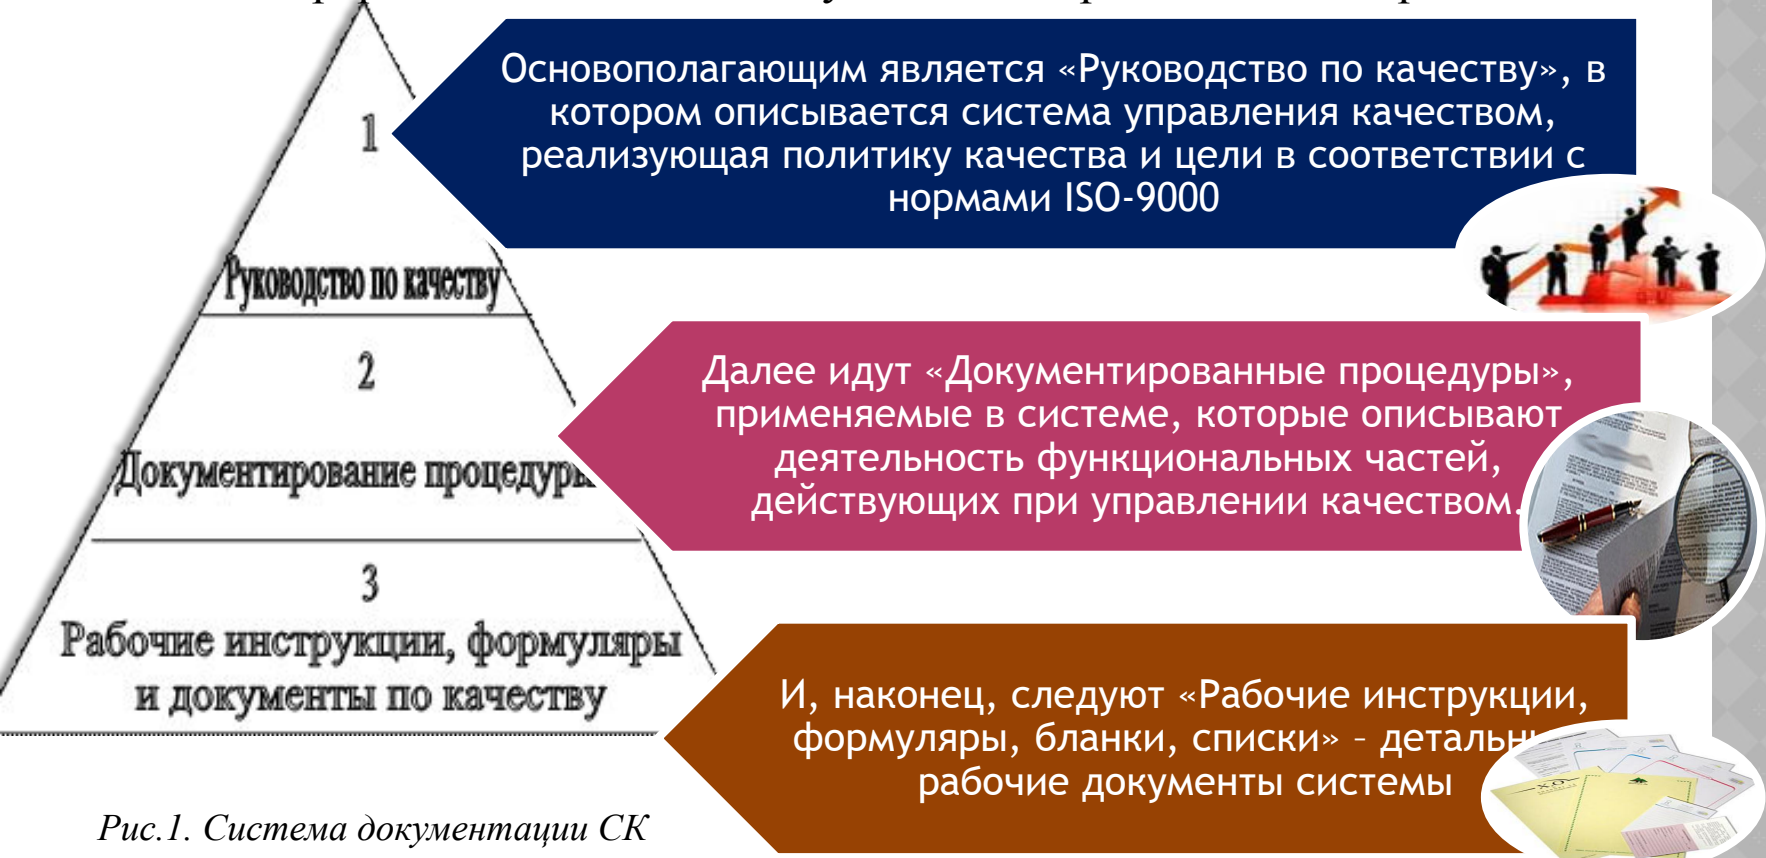 1
Руководство по качеству
2
Документирование
3
Рабочие инструкции, формуляры
и документы по качеству
Рис.1. Система документации СК
Основополагающим является «Руководство по качеству», в
котором описывается система управления качеством,
реализующая политику качества и цели в соответствии с
нормами ISO-9000
Далее идут «Документированные процедуры»,
применяемые в системе, которые описывают
деятельность функциональных частей,
действующих при управлении качеством.
И, наконец, следуют «Рабочие инструкции,
формуляры, бланки, списки» – 
рабочие документы системы